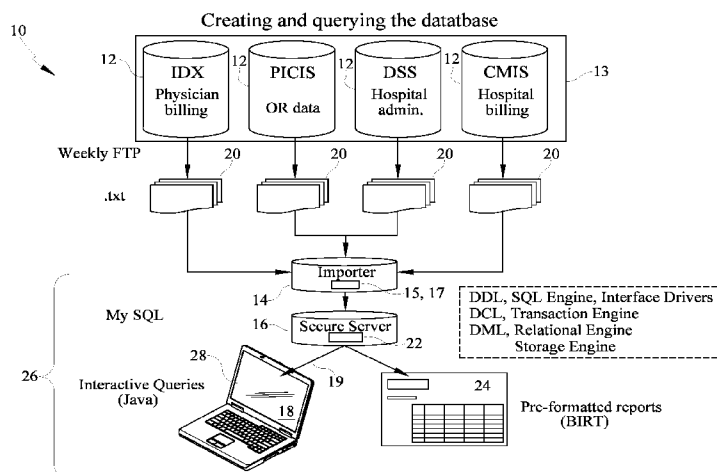 Creating and querying the datatbase
10
12
12
12
12
13
IDX
Physician
billing
PICIS
OR data
DSS
Hospital
admin.
CMIS
Hospital
billing
Weekly FTP
20
20
20
20
.txt
Importer
14
15, 17
My SQL
16
Secure Server
22
DDL, SQL Engine, Interface Drivers
DCL, Transaction Engine
DML, Relational Engine
Storage Engine
26
28
19
Interactive Queries
(Java)
18
24
Pre-formatted reports
(BIRT)